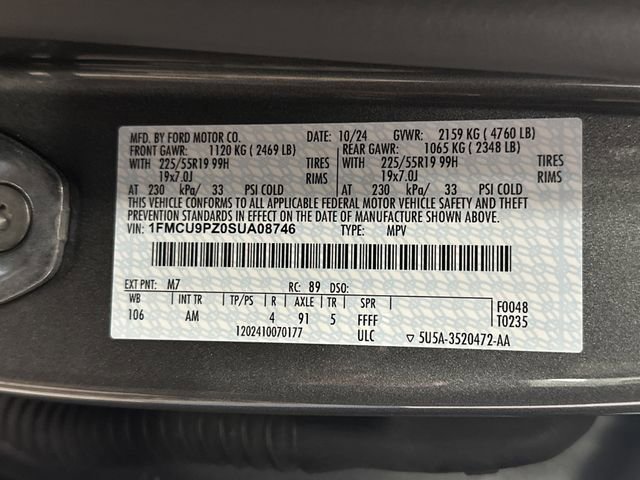 MFD. BY FORD MOTOR CO. DATE: 10/24 GVWR: 2159 KG ( 4760 LB)
FRONT GAWR: 1120 KG ( 2469 LB) REAR GAWR: 1065 KG ( 2348 LB)
WITH 225/55R19 99H TIRES WITH 225/55R19 99H TIRES
19x7.0J RIMS 19x7.0J RIMS
AT 230 kPa/ 33 PSI COLD AT 230 kPa/ 33 PSI COLD
THIS VEHICLE CONFORMS TO ALL APPLICABLE FEDERAL MOTOR VEHICLE SAFETY AND THEFT
PREVENTION STANDARDS IN EFFECT ON THE DATE OF MANUFACTURE SHOWN ABOVE.
VIN: 1FMCU9PZ0SUA08746 TYPE: MPV
EXT PNT: M7 RC: 89 DSO:
WB INT TR TP/PS R AXLE TR SPR F0048
106 AM 4 91 5 FFFF T0235
1202410070177 ULC ▽ 5U5A-3520472-AA